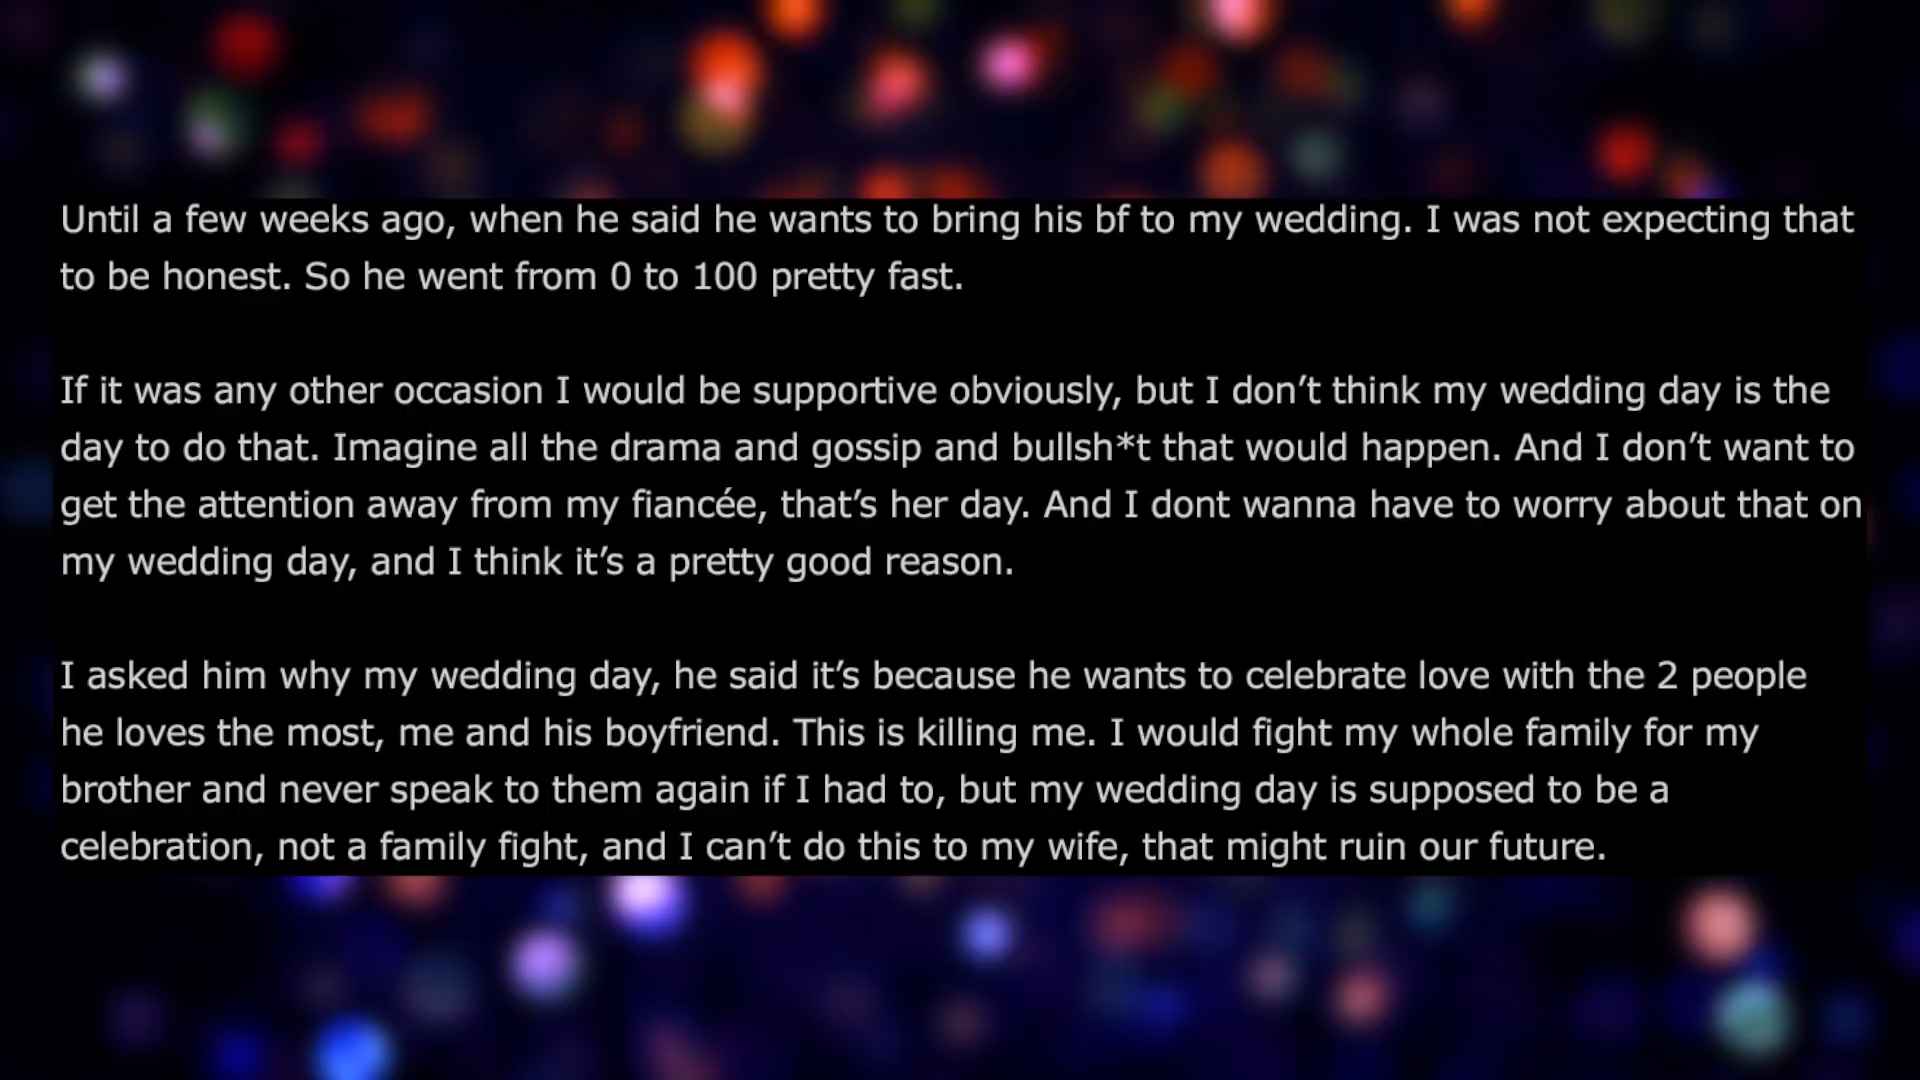 Until a few weeks ago, when he said he wants to bring his bf to my wedding. I was not expecting that
to be honest. So he went from 0 to 100 pretty fast.
If it was any other occasion I would be supportive obviously, but I don’t think my wedding day is the
day to do that. Imagine all the drama and gossip and bullsh*t that would happen. And I don’t want to
get the attention away from my fiancée, that’s her day. And I dont wanna have to worry about that on
my wedding day, and I think it’s a pretty good reason.
I asked him why my wedding day, he said it’s because he wants to celebrate love with the 2 people
he loves the most, me and his boyfriend. This is killing me. I would fight my whole family for my
brother and never speak to them again if I had to, but my wedding day is supposed to be a
celebration, not a family fight, and I can’t do this to my wife, that might ruin our future.